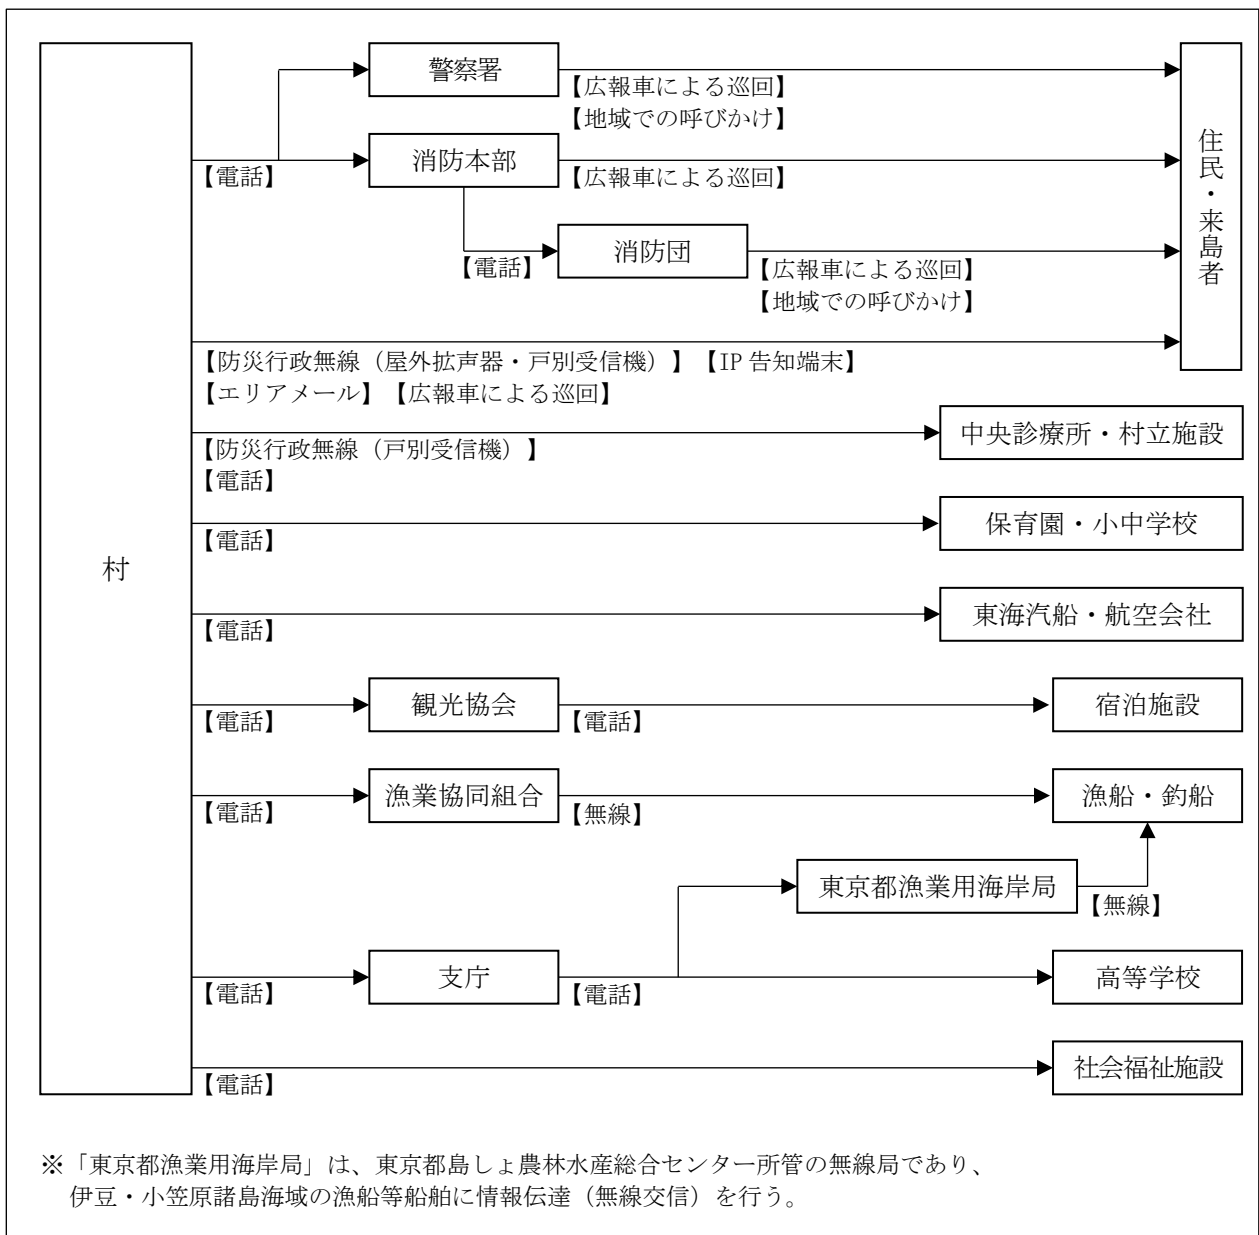 警察署
【広報車による巡回】
【地域での呼びかけ】
消防本部
【電話】
【広報車による巡回】
消防団
【電話】
【広報車による巡回】
【地域での呼びかけ】
住民・来島者
【防災行政無線（屋外拡声器・戸別受信機）】【IP 告知端末】
【エリアメール】【広報車による巡回】
中央診療所・村立施設
【防災行政無線（戸別受信機）】
【電話】
保育園・小中学校
【電話】
村
東海汽船・航空会社
【電話】
観光協会
宿泊施設
【電話】
【電話】
漁業協同組合
漁船・釣船
【電話】
【無線】
東京都漁業用海岸局
【無線】
支庁
高等学校
【電話】
【電話】
社会福祉施設
【電話】
※「東京都漁業用海岸局」は、東京都島しょ農林水産総合センター所管の無線局であり、
伊豆・小笠原諸島海域の漁船等船舶に情報伝達（無線交信）を行う。